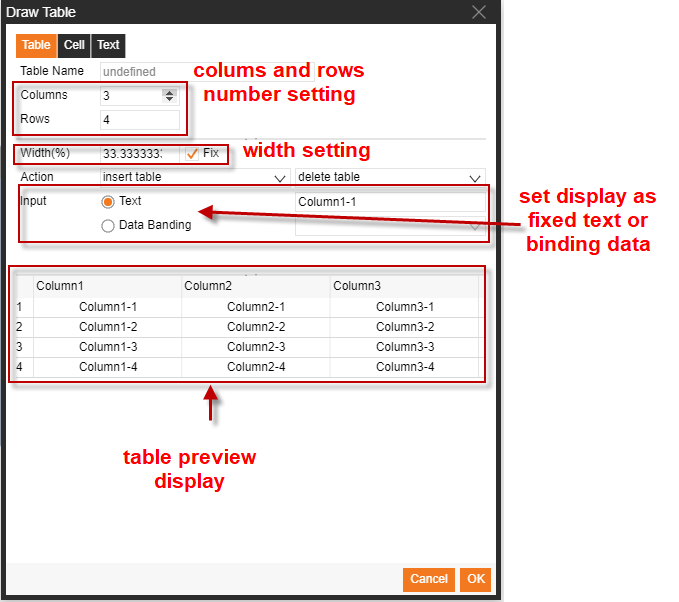 Draw Table
Table Cell Text
Table Name undefined
colums and rows
number setting
Columns 3
Rows 4
Width(%) 33.333333: Fix
width setting
Action insert table delete table
Input Text Column1-1
Data Banding
set display as
fixed text or
binding data
Column1 Column2 Column3
1 Column1-1 Column2-1 Column3-1
2 Column1-2 Column2-2 Column3-2
3 Column1-3 Column2-3 Column3-3
4 Column1-4 Column2-4 Column3-4
table preview
display
Cancel OK